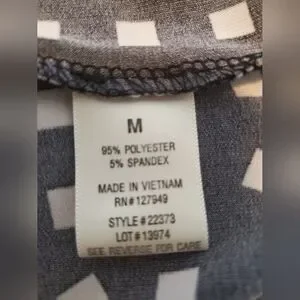 M
95% POLYESTER
5% SPANDEX
MADE IN VIETNAM
RN#127949
STYLE#22373
LOT#13974
SEE REVERSE FOR CARE